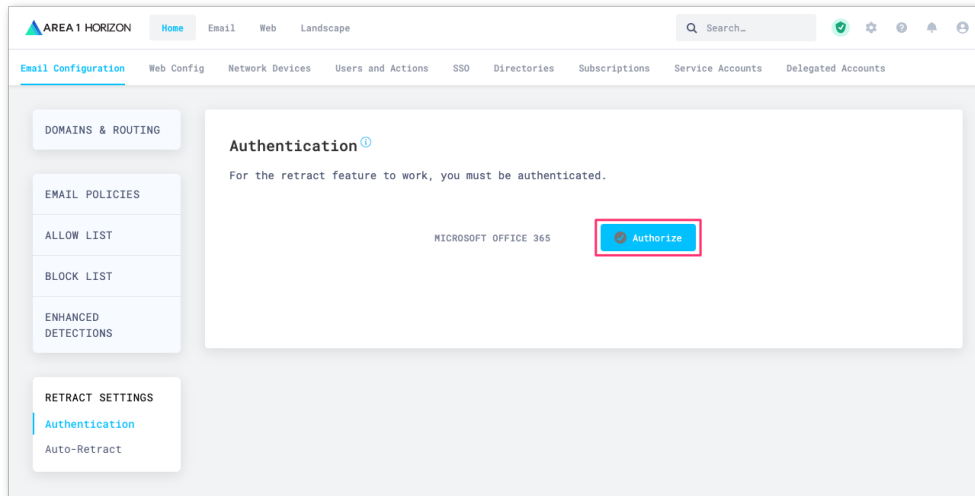 AREA 1 HORIZON Home Email Web Landscape Search…
Email Configuration Web Config Network Devices Users and Actions SSO Directories Subscriptions Service Accounts Delegated Accounts
DOMAINS & ROUTING
EMAIL POLICIES
ALLOW LIST
BLOCK LIST
ENHANCED
DETECTIONS
RETRACT SETTINGS
Authentication
Auto-Retract
Authentication
For the retract feature to work, you must be authenticated.
MICROSOFT OFFICE 365 Authorize